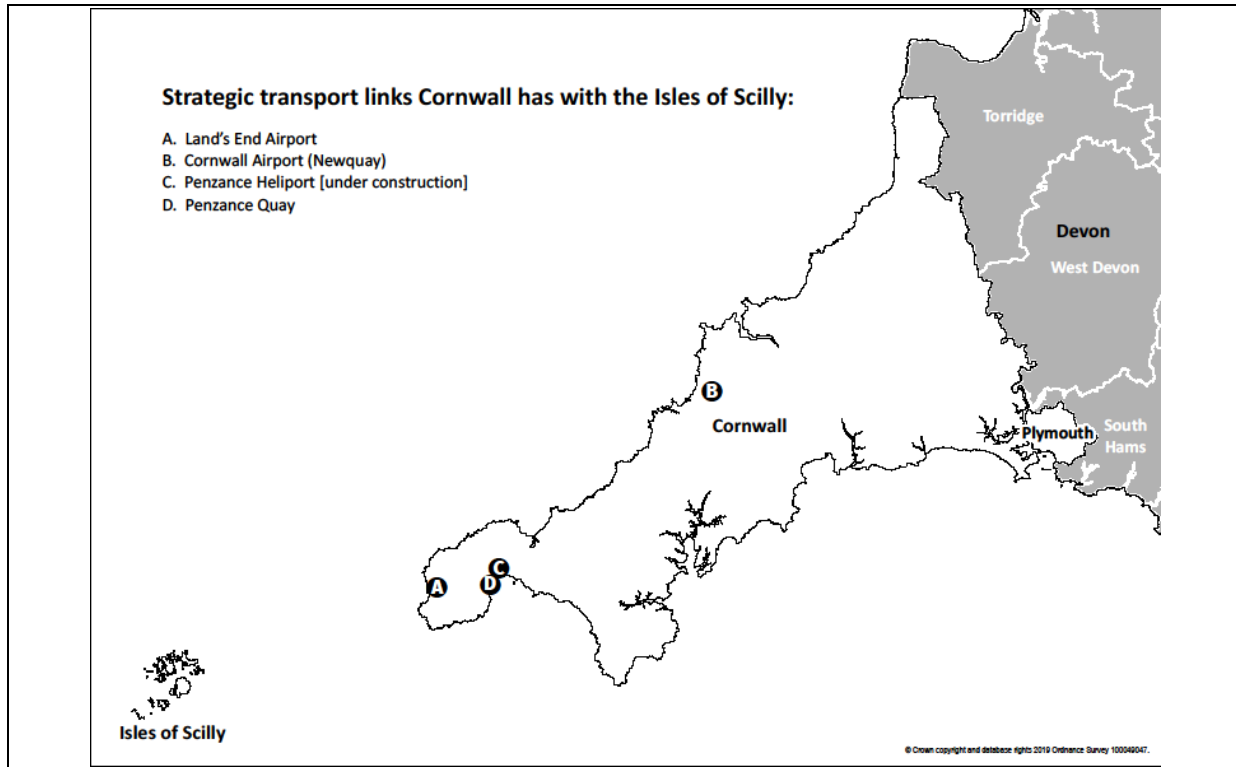 Strategic transport links Cornwall has with the Isles of Scilly:
A. Land's End Airport
B. Cornwall Airport (Newquay)
C. Penzance Heliport [under construction]
D. Penzance Quay
Torridge
Devon
West Devon
B
Cornwall
Plymouth
South
Hams
C
A
D
Isles of Scilly
© Crown copyright and database rights 2019 Ordnance Survey 100049047.